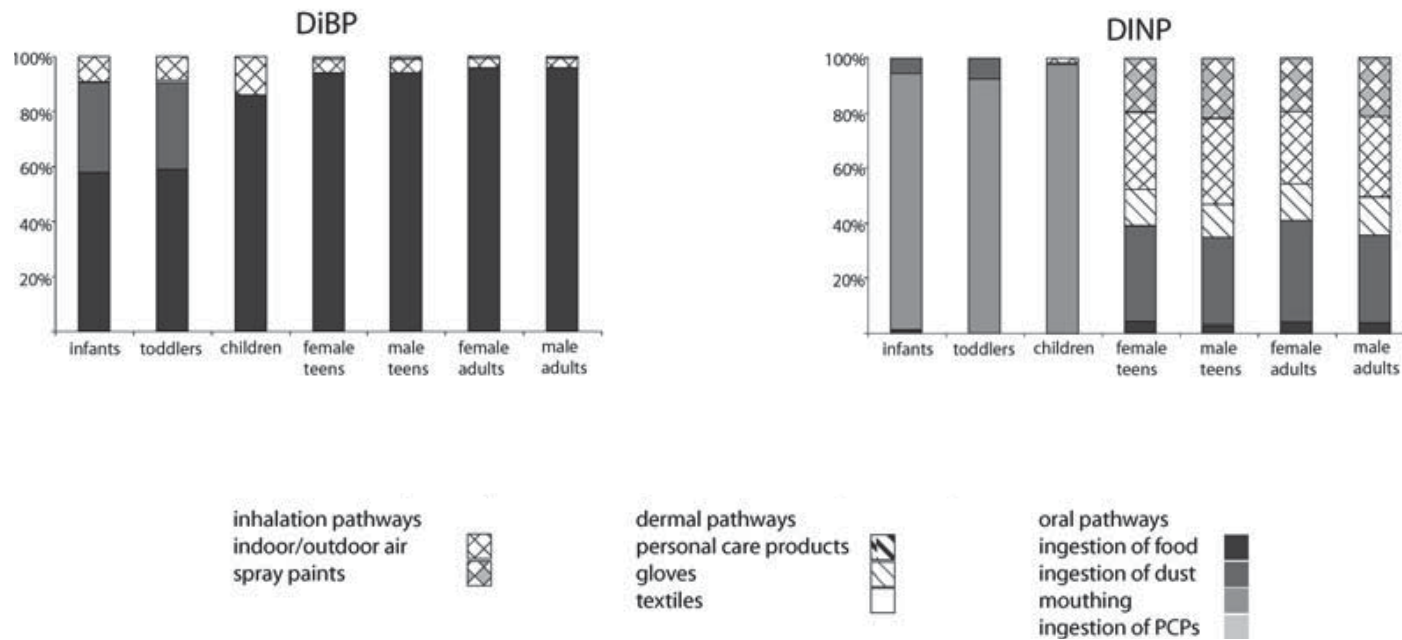 DiBP
100%
80%
60%
40%
20%
infants
toddlers
children
female
teens
male
teens
female
adults
male
adults
DINP
100%
80%
60%
40%
20%
infants
toddlers
children
female
teens
male
teens
female
adults
male
adults
inhalation pathways
indoor/outdoor air
spray paints
dermal pathways
personal care products
gloves
textiles
oral pathways
ingestion of food
ingestion of dust
mouthing
ingestion of PCPs